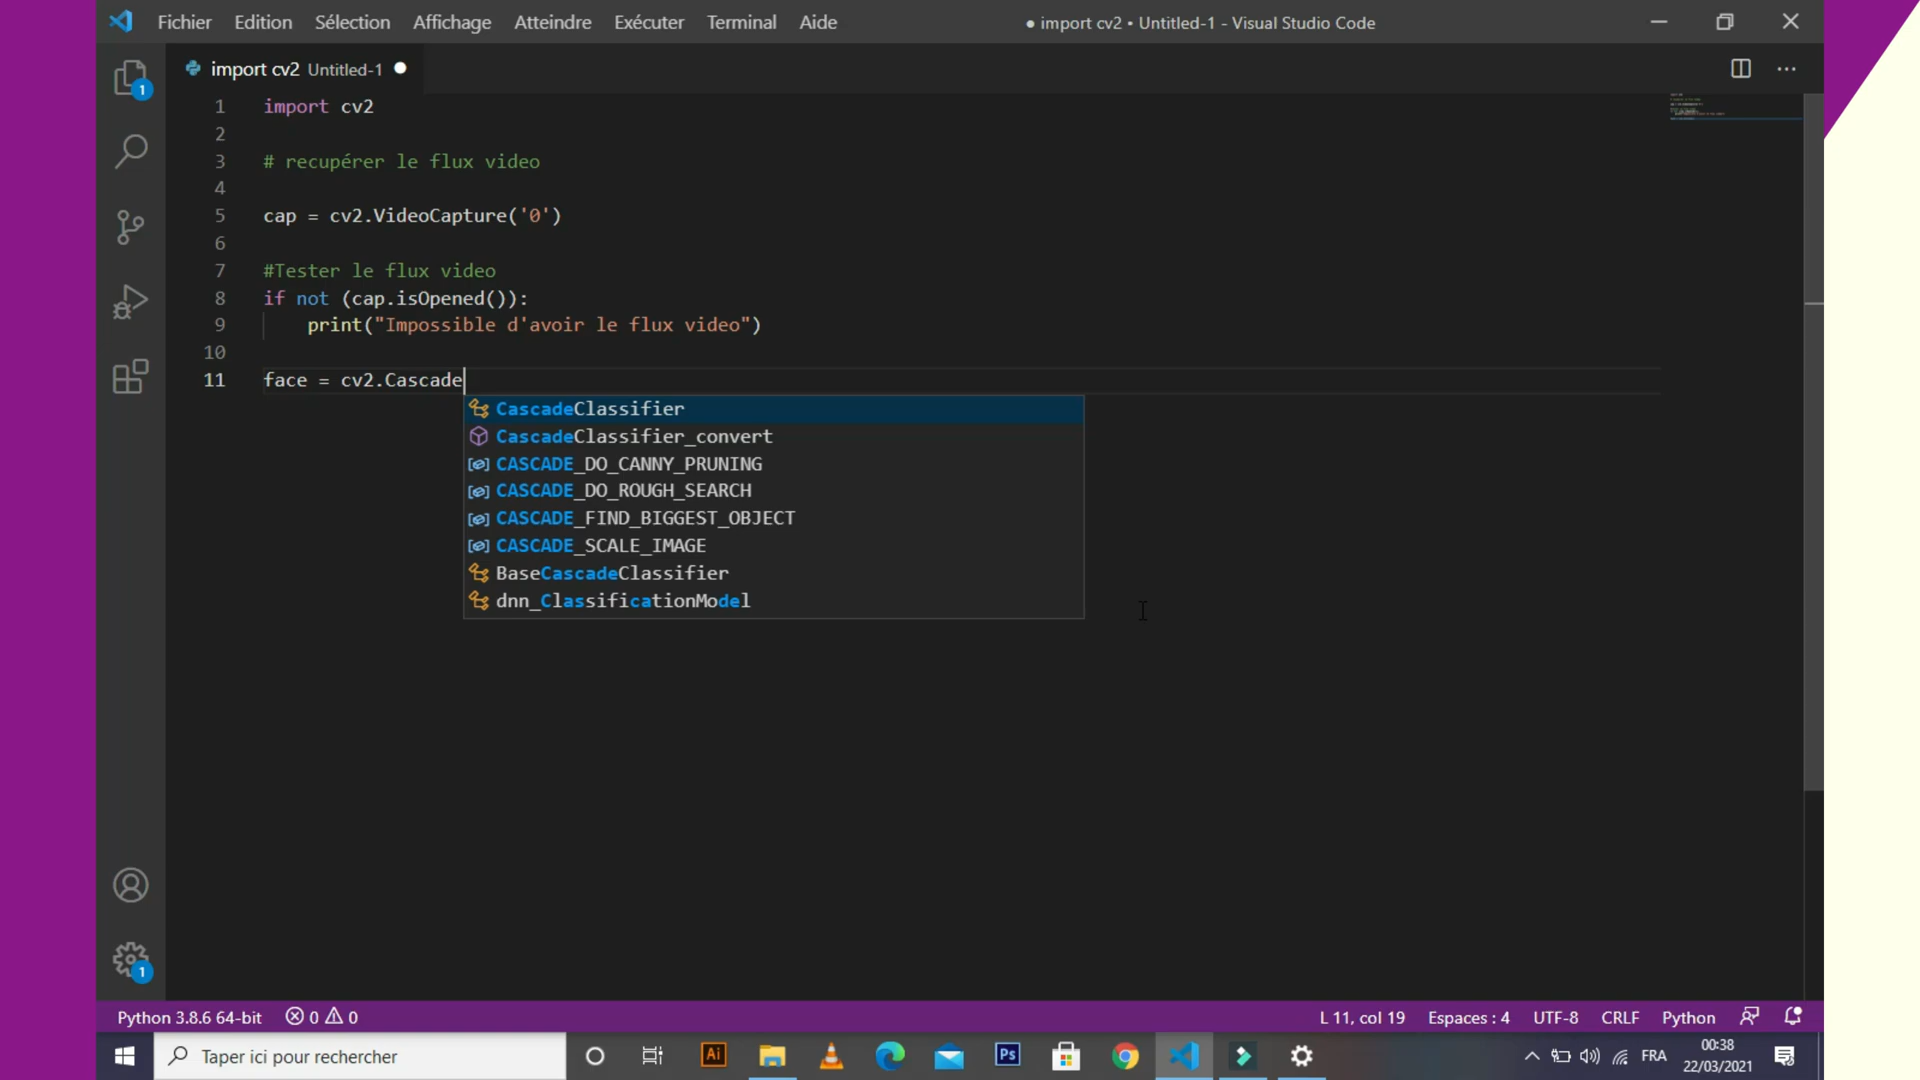 Fichier Edition Sélection Affichage Atteindre Exécuter Terminal Aide
● import cv2 • Untitled-1 - Visual Studio Code
import cv2 Untitled-1 ●
1
1 import cv2
2
3 # recupérer le flux video
4
5 cap = cv2.VideoCapture('0')
6
7 #Tester le flux video
8 if not (cap.isOpened()):
9 print("Impossible d'avoir le flux video")
10
11 face = cv2.Cascade
CascadeClassifier
CascadeClassifier_convert
CASCADE_DO_CANNY_PRUNING
CASCADE_DO_ROUGH_SEARCH
CASCADE_FIND_BIGGEST_OBJECT
CASCADE_SCALE_IMAGE
BaseCascadeClassifier
dnn_ClassificationModel
1
Python 3.8.6 64-bit 0 0
L 11, col 19 Espaces : 4 UTF-8 CRLF Python
Taper ici pour rechercher
Ai
Ps
FRA
00:38
22/03/2021